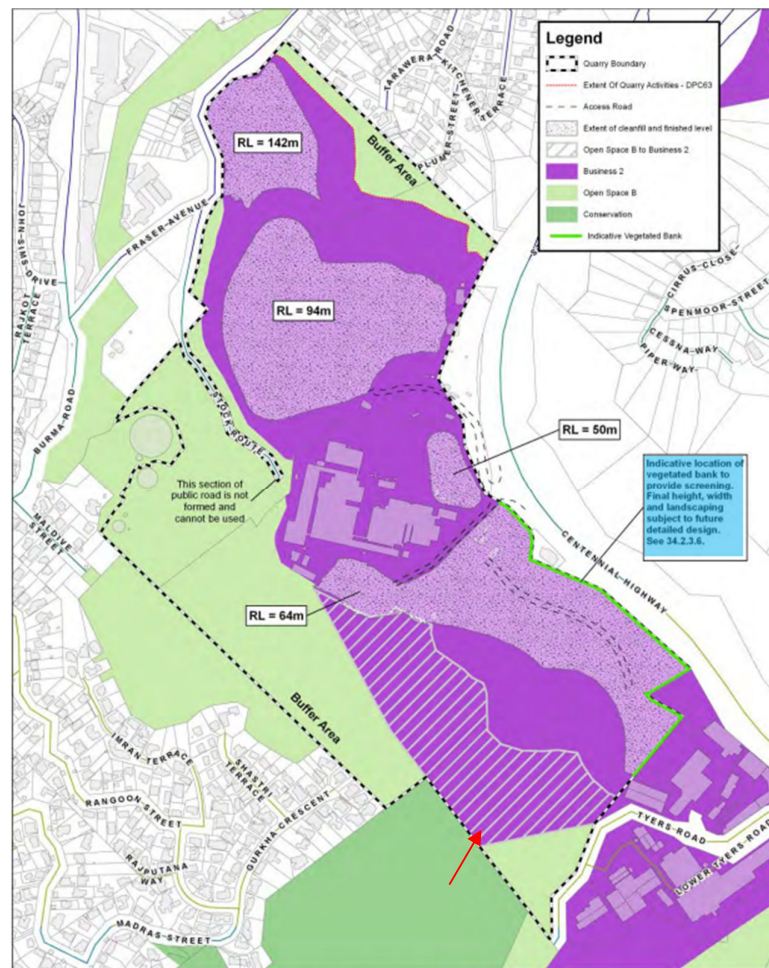 Legend
Quarry Boundary
Extent Of Quarry Activities - DPC63
Access Road
Extent of cleanfill and finished level
Open Space B to Business 2
Business 2
Open Space B
Conservation
Indicative Vegetated Bank
TARAWERA ROAD
KITCHENER TERRACE
PLUMER STREET
Buffer Area
RL = 142m
FRASER AVENUE
JOHN SIMS DRIVE
RAJKOT TERRACE
BURMA ROAD
RL = 94m
CIRRUS CLOSE
SPENMOOR STREET
CESSNA WAY
PIPER WAY
STOCK ROUTE
RL = 50m
This section of
public road is not
formed and
cannot be used
Indicative location of
vegetated bank to
provide screening.
Final height, width
and landscaping
subject to future
detailed design.
See 34.2.3.6.
MALDIVE STREET
CENTENNIAL HIGHWAY
RL = 64m
Buffer Area
IMRAN TERRACE
SHASTRI TERRACE
RANGOON STREET
GURKHA CRESCENT
RAJPUTANA WAY
MADRAS STREET
TYERS ROAD
LOWER TYERS ROAD